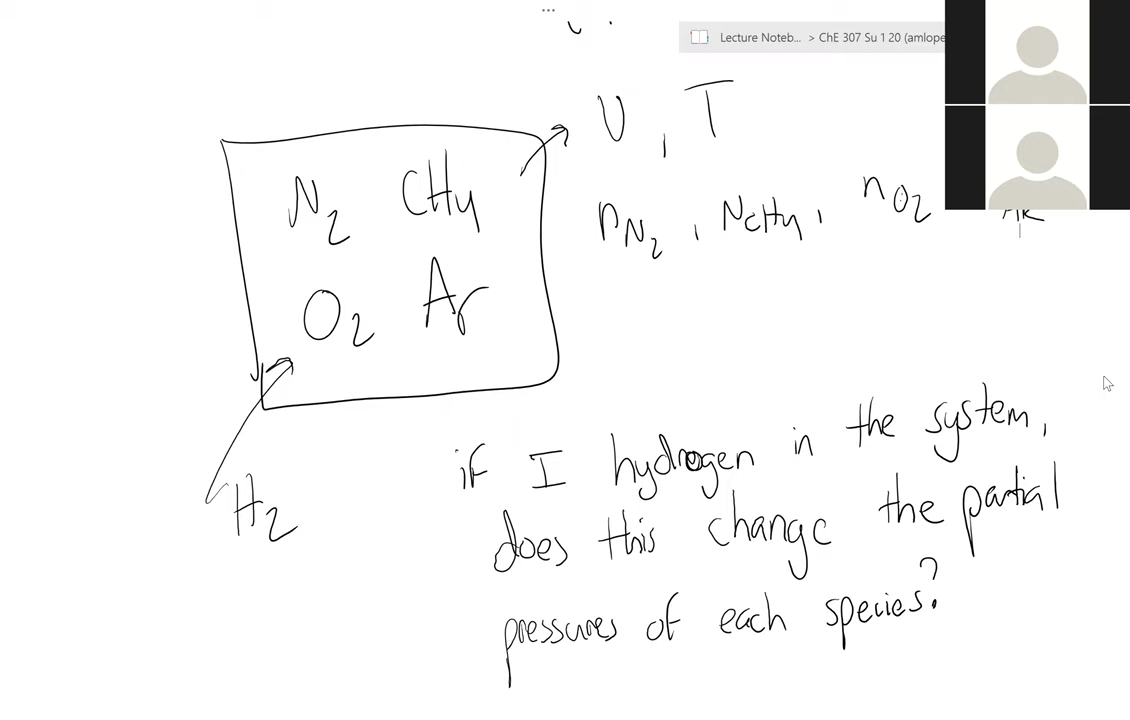 Lecture Noteb... > ChE 307 Su 1 20 (amlope
V, T
N2 CH4
nN2, NCH4, nO2
O2 Ar
if I hydrogen in the system,
H2
does this change the partial
pressures of each species?